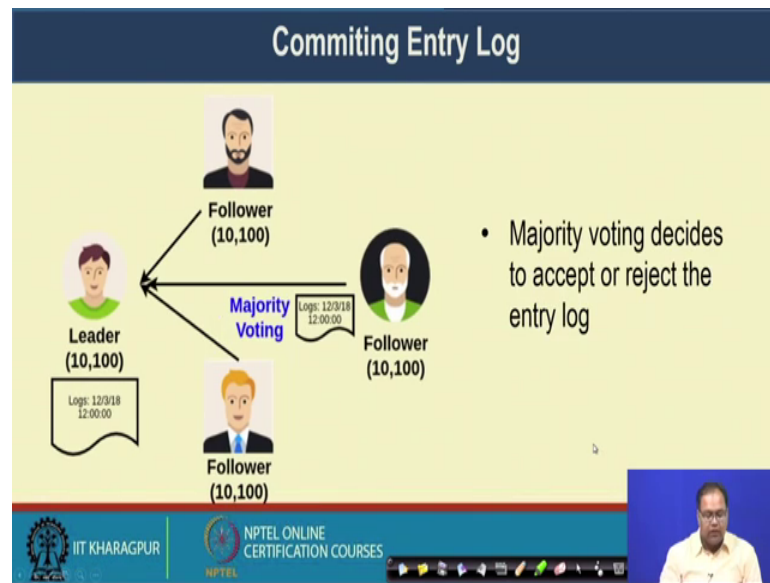 Commiting Entry Log
Follower
(10,100)
Leader
(10,100)
Logs: 12/3/18
12:00:00
Majority
Voting
Logs: 12/3/18
12:00:00
Follower
(10,100)
Follower
(10,100)
• Majority voting decides
to accept or reject the
entry log
IIT KHARAGPUR
NPTEL
NPTEL ONLINE
CERTIFICATION COURSES